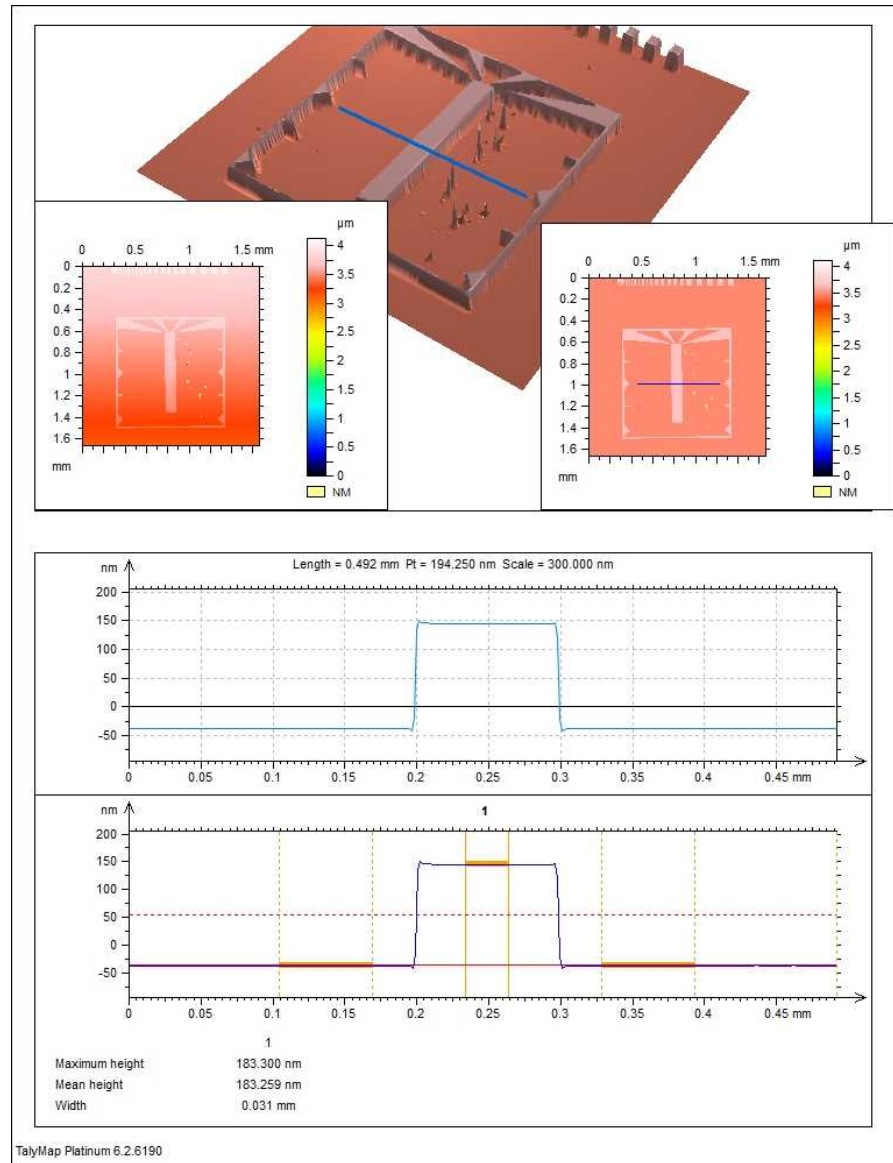 µm
0 0.5 1 1.5 mm
0
0.2
0.4
0.6
0.8
1
1.2
1.4
1.6
mm
4
3.5
3
2.5
2
1.5
1
0.5
0
NM
µm
0 0.5 1 1.5 mm
0
0.2
0.4
0.6
0.8
1
1.2
1.4
1.6
mm
4
3.5
3
2.5
2
1.5
1
0.5
0
NM
Length = 0.492 mm Pt = 194.250 nm Scale = 300.000 nm
nm
200
150
100
50
0
-50
0 0.05 0.1 0.15 0.2 0.25 0.3 0.35 0.4 0.45 mm
1
nm
200
150
100
50
0
-50
0 0.05 0.1 0.15 0.2 0.25 0.3 0.35 0.4 0.45 mm
1
Maximum height 183.300 nm
Mean height 183.259 nm
Width 0.031 mm
TalyMap Platinum 6.2.6190